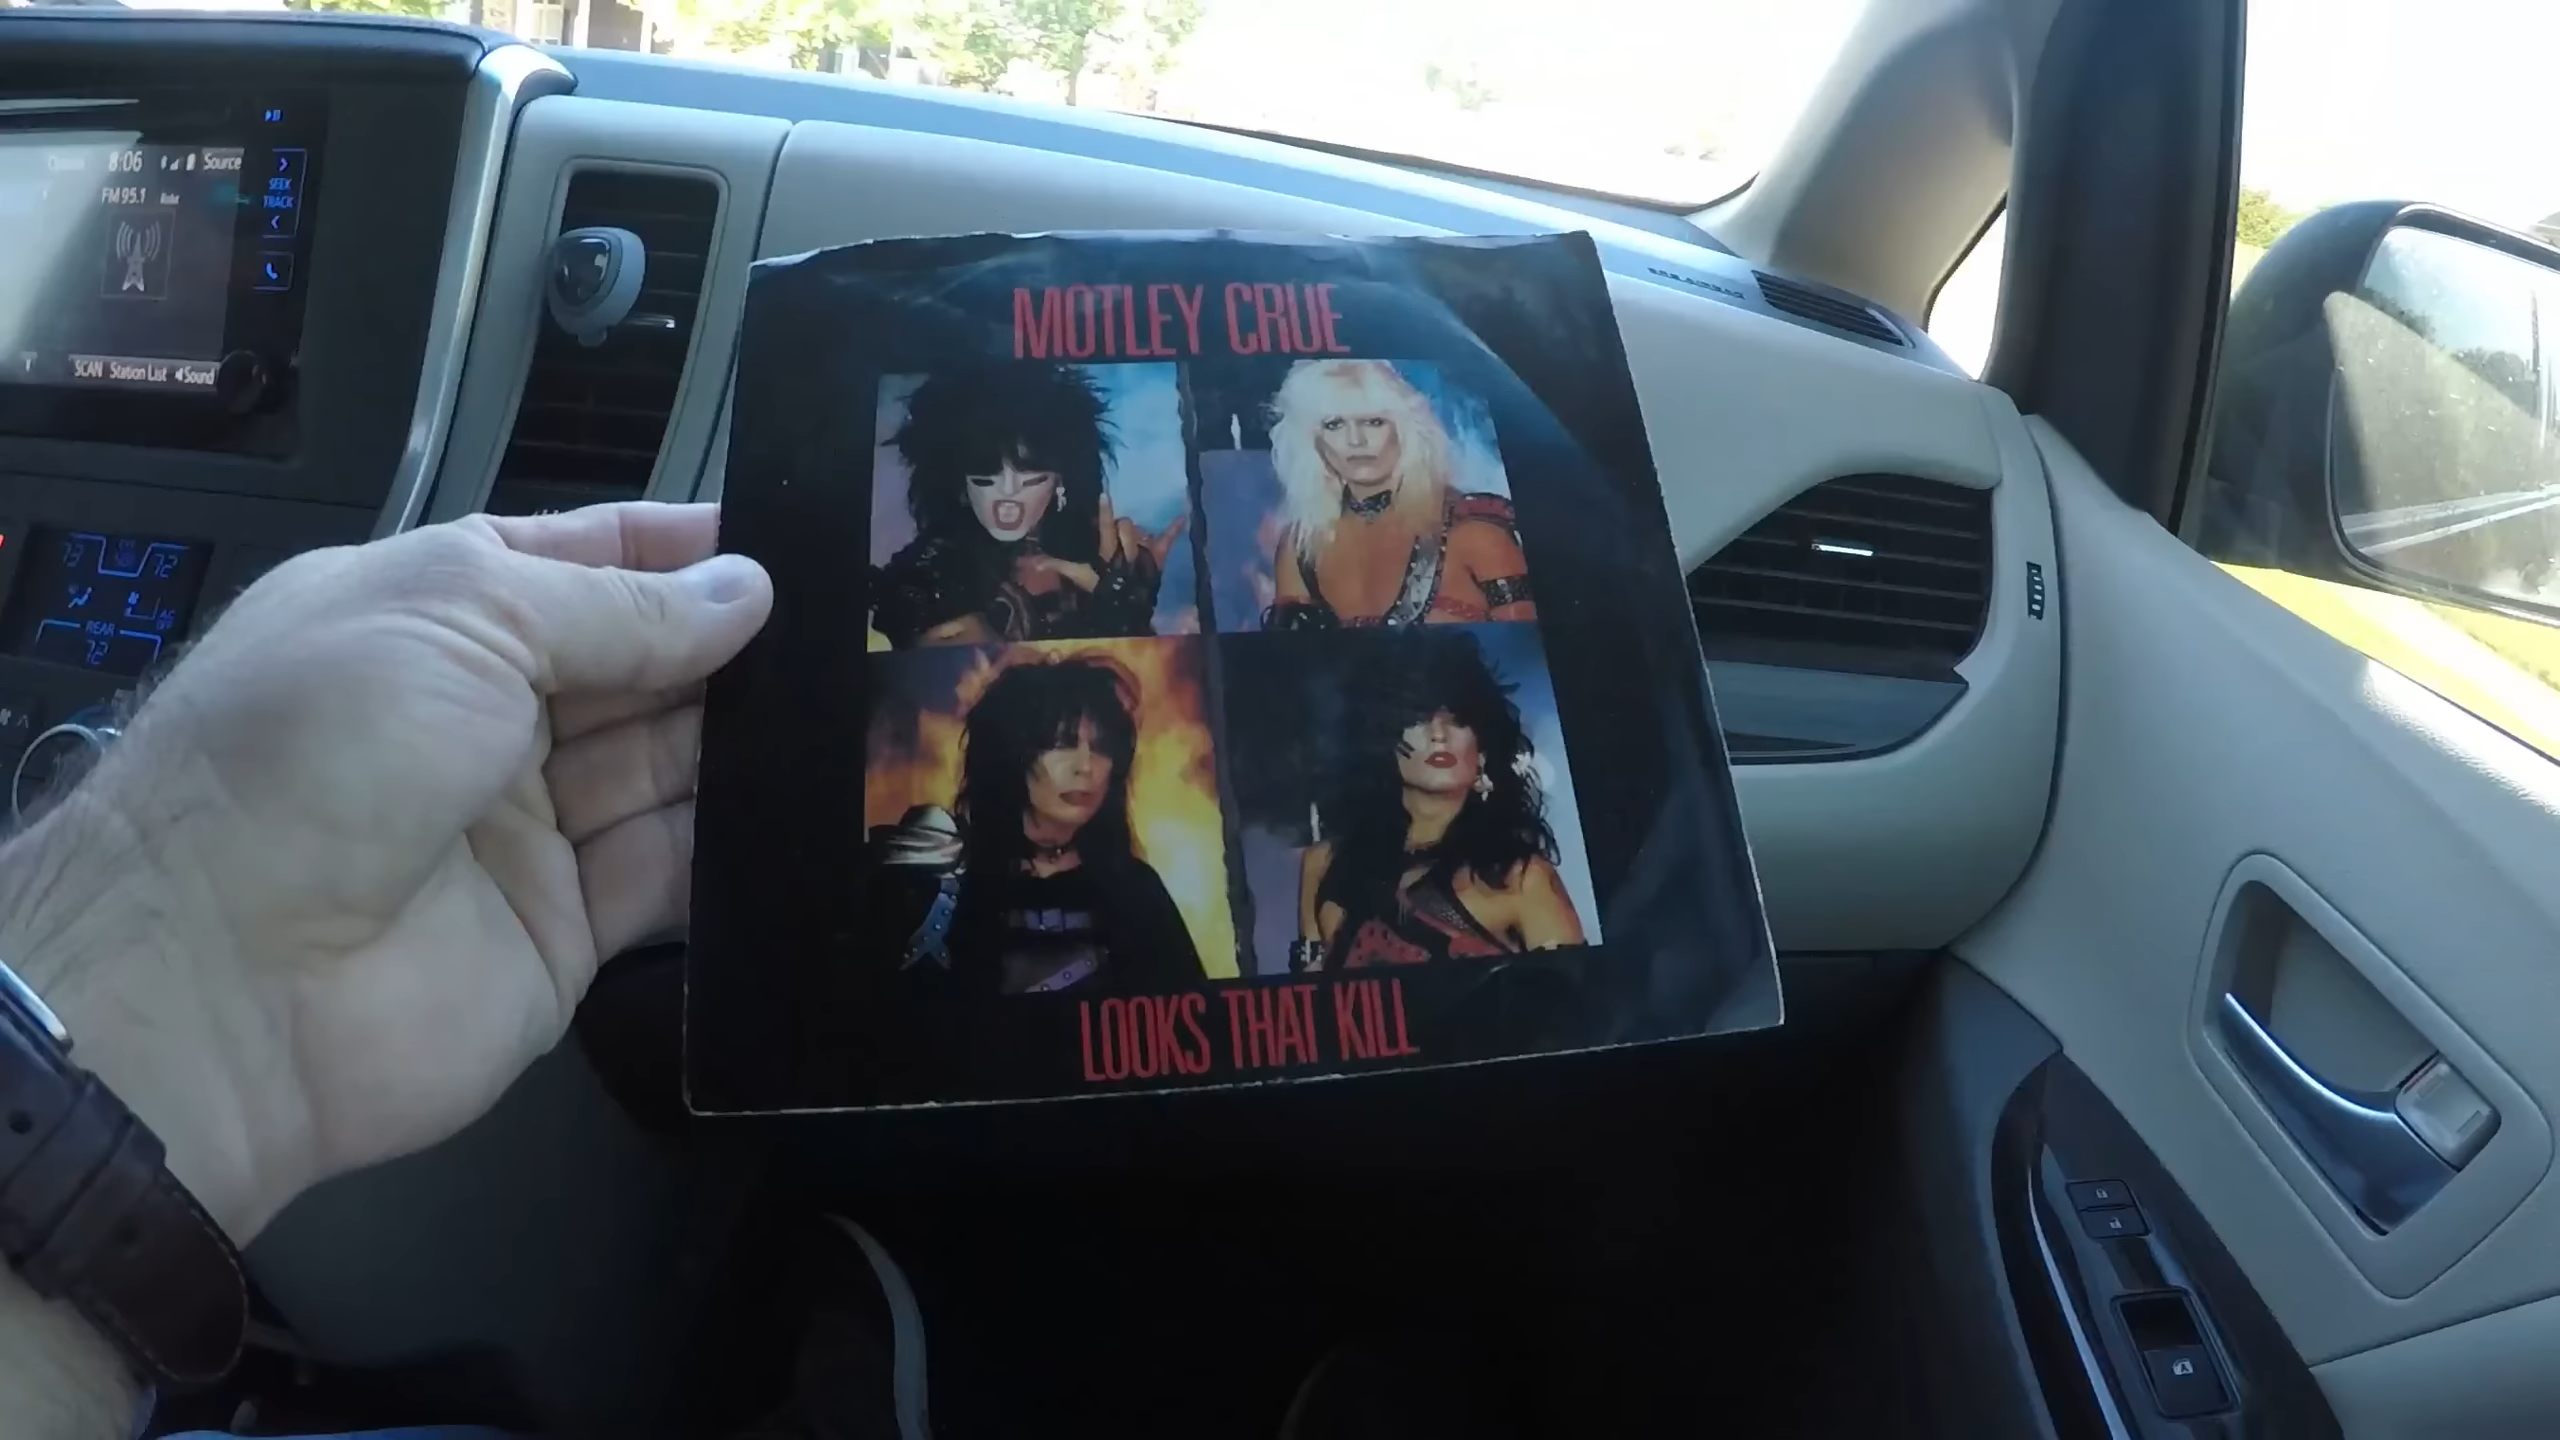 8:06
Source
FM 95.1
SEEK
TRACK
SCAN Station List Sound
73
72
REAR
72
MOTLEY CRUE
LOOKS THAT KILL